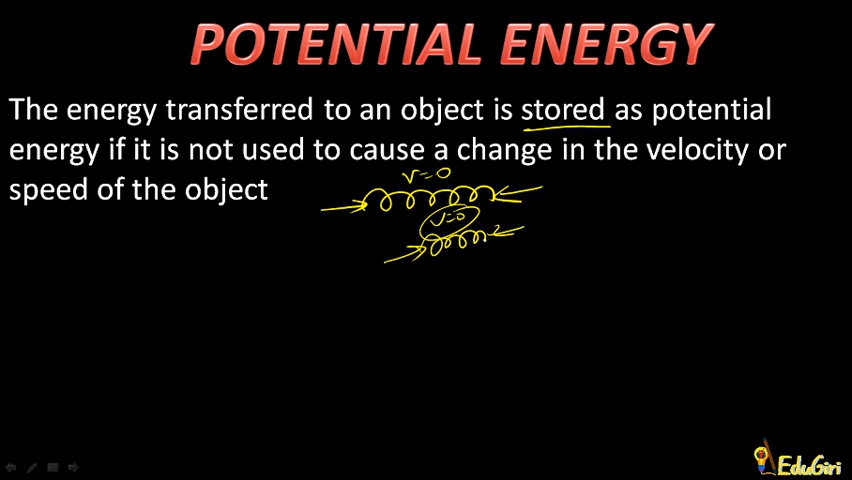 POTENTIAL ENERGY
The energy transferred to an object is stored as potential
energy if it is not used to cause a change in the velocity or
speed of the object
v=0
v=0
EduGiri